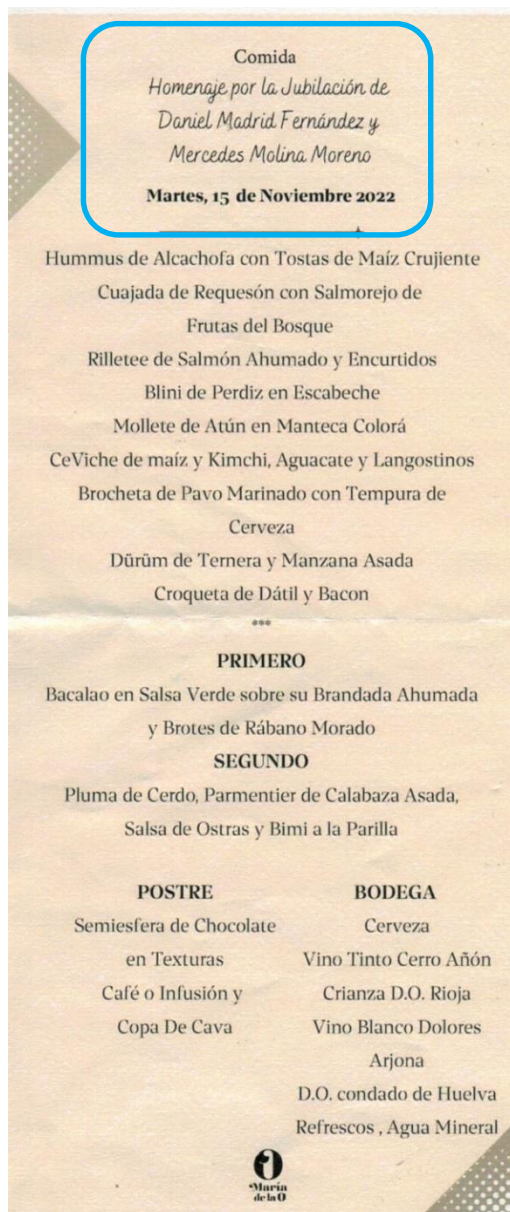 Comida
Homenaje por la Jubilación de
Daniel Madrid Fernández y
Mercedes Molina Moreno
Martes, 15 de Noviembre 2022
Hummus de Alcachofa con Tostas de Maíz Crujiente
Cuajada de Requesón con Salmorejo de
Frutas del Bosque
Rilletee de Salmón Ahumado y Encurtidos
Blini de Perdiz en Escabeche
Mollete de Atún en Manteca Colorá
CeViche de maíz y Kimchi, Aguacate y Langostinos
Brocheta de Pavo Marinado con Tempura de
Cerveza
Dürüm de Ternera y Manzana Asada
Croqueta de Dátil y Bacon
***
PRIMERO
Bacalao en Salsa Verde sobre su Brandada Ahumada
y Brotes de Rábano Morado
SEGUNDO
Pluma de Cerdo, Parmentier de Calabaza Asada,
Salsa de Ostras y Bimi a la Parilla
POSTRE
Semiesfera de Chocolate
en Texturas
Café o Infusión y
Copa De Cava
BODEGA
Cerveza
Vino Tinto Cerro Añón
Crianza D.O. Rioja
Vino Blanco Dolores
Arjona
D.O. condado de Huelva
Refrescos , Agua Mineral
María
de la O